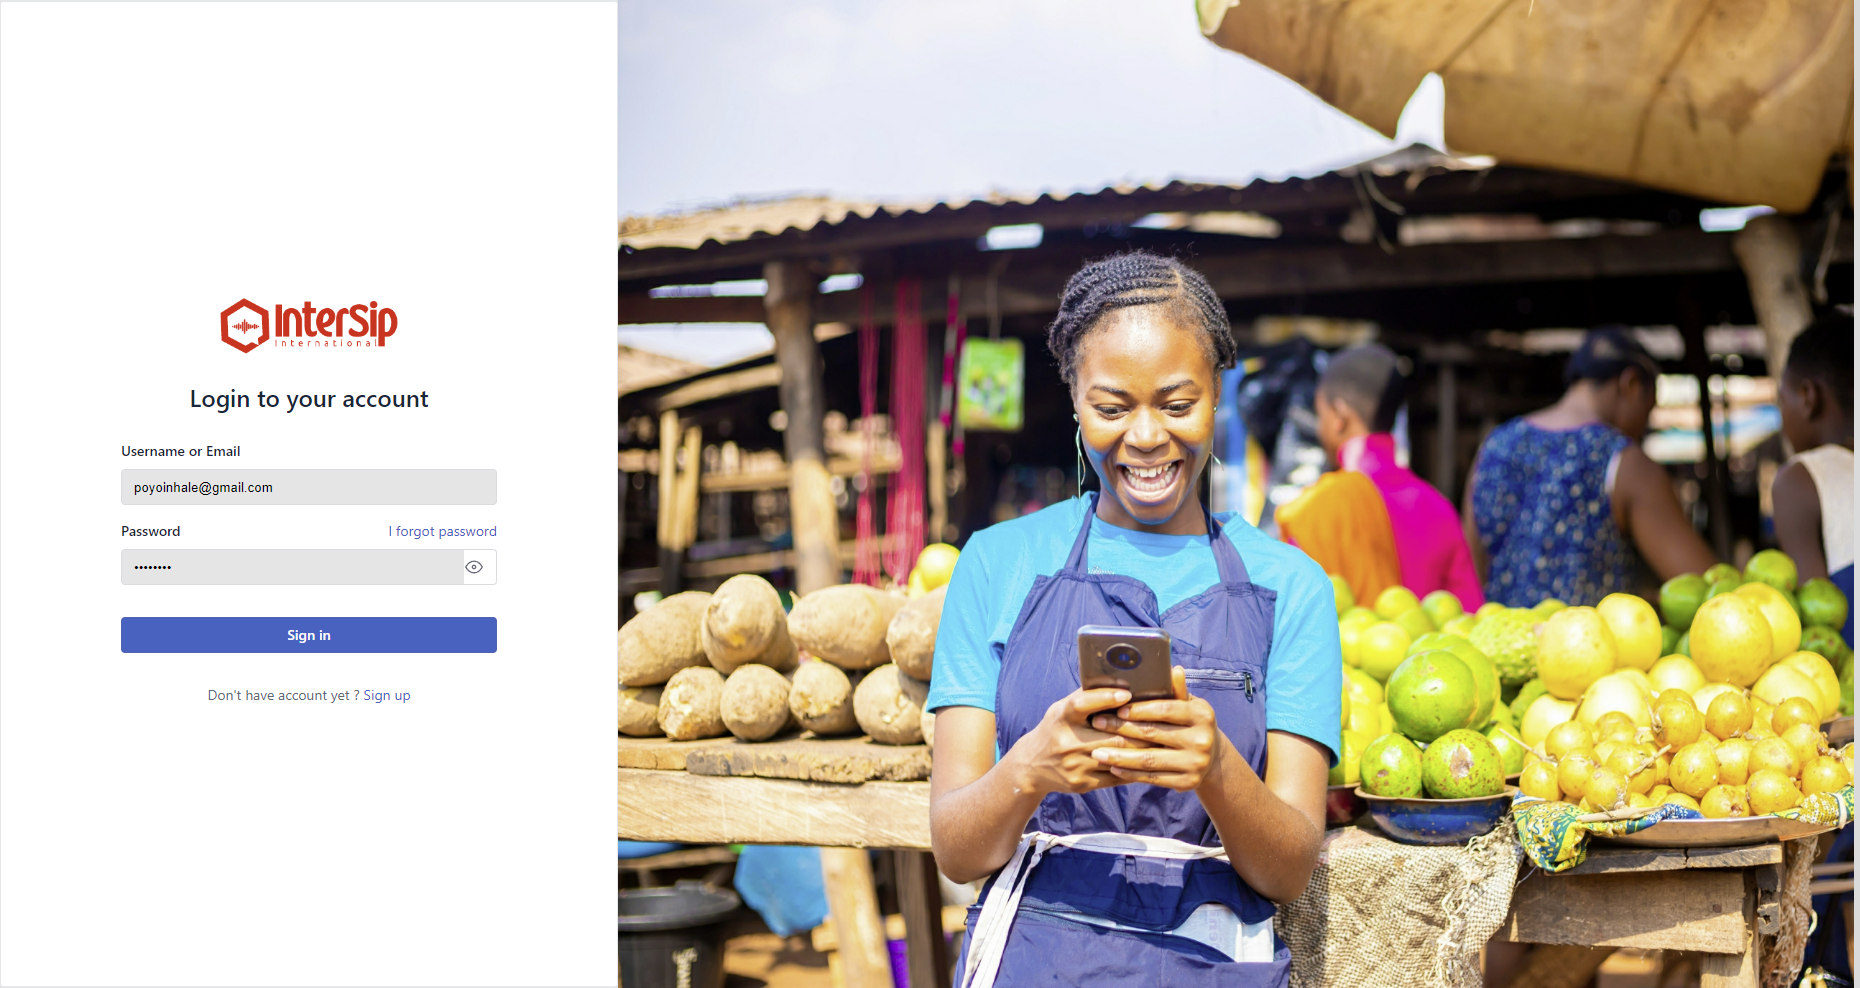 InterSip
International
Login to your account
Username or Email
poyoinhale@gmail.com
Password
I forgot password
••••••••
Sign in
Don't have account yet ? Sign up